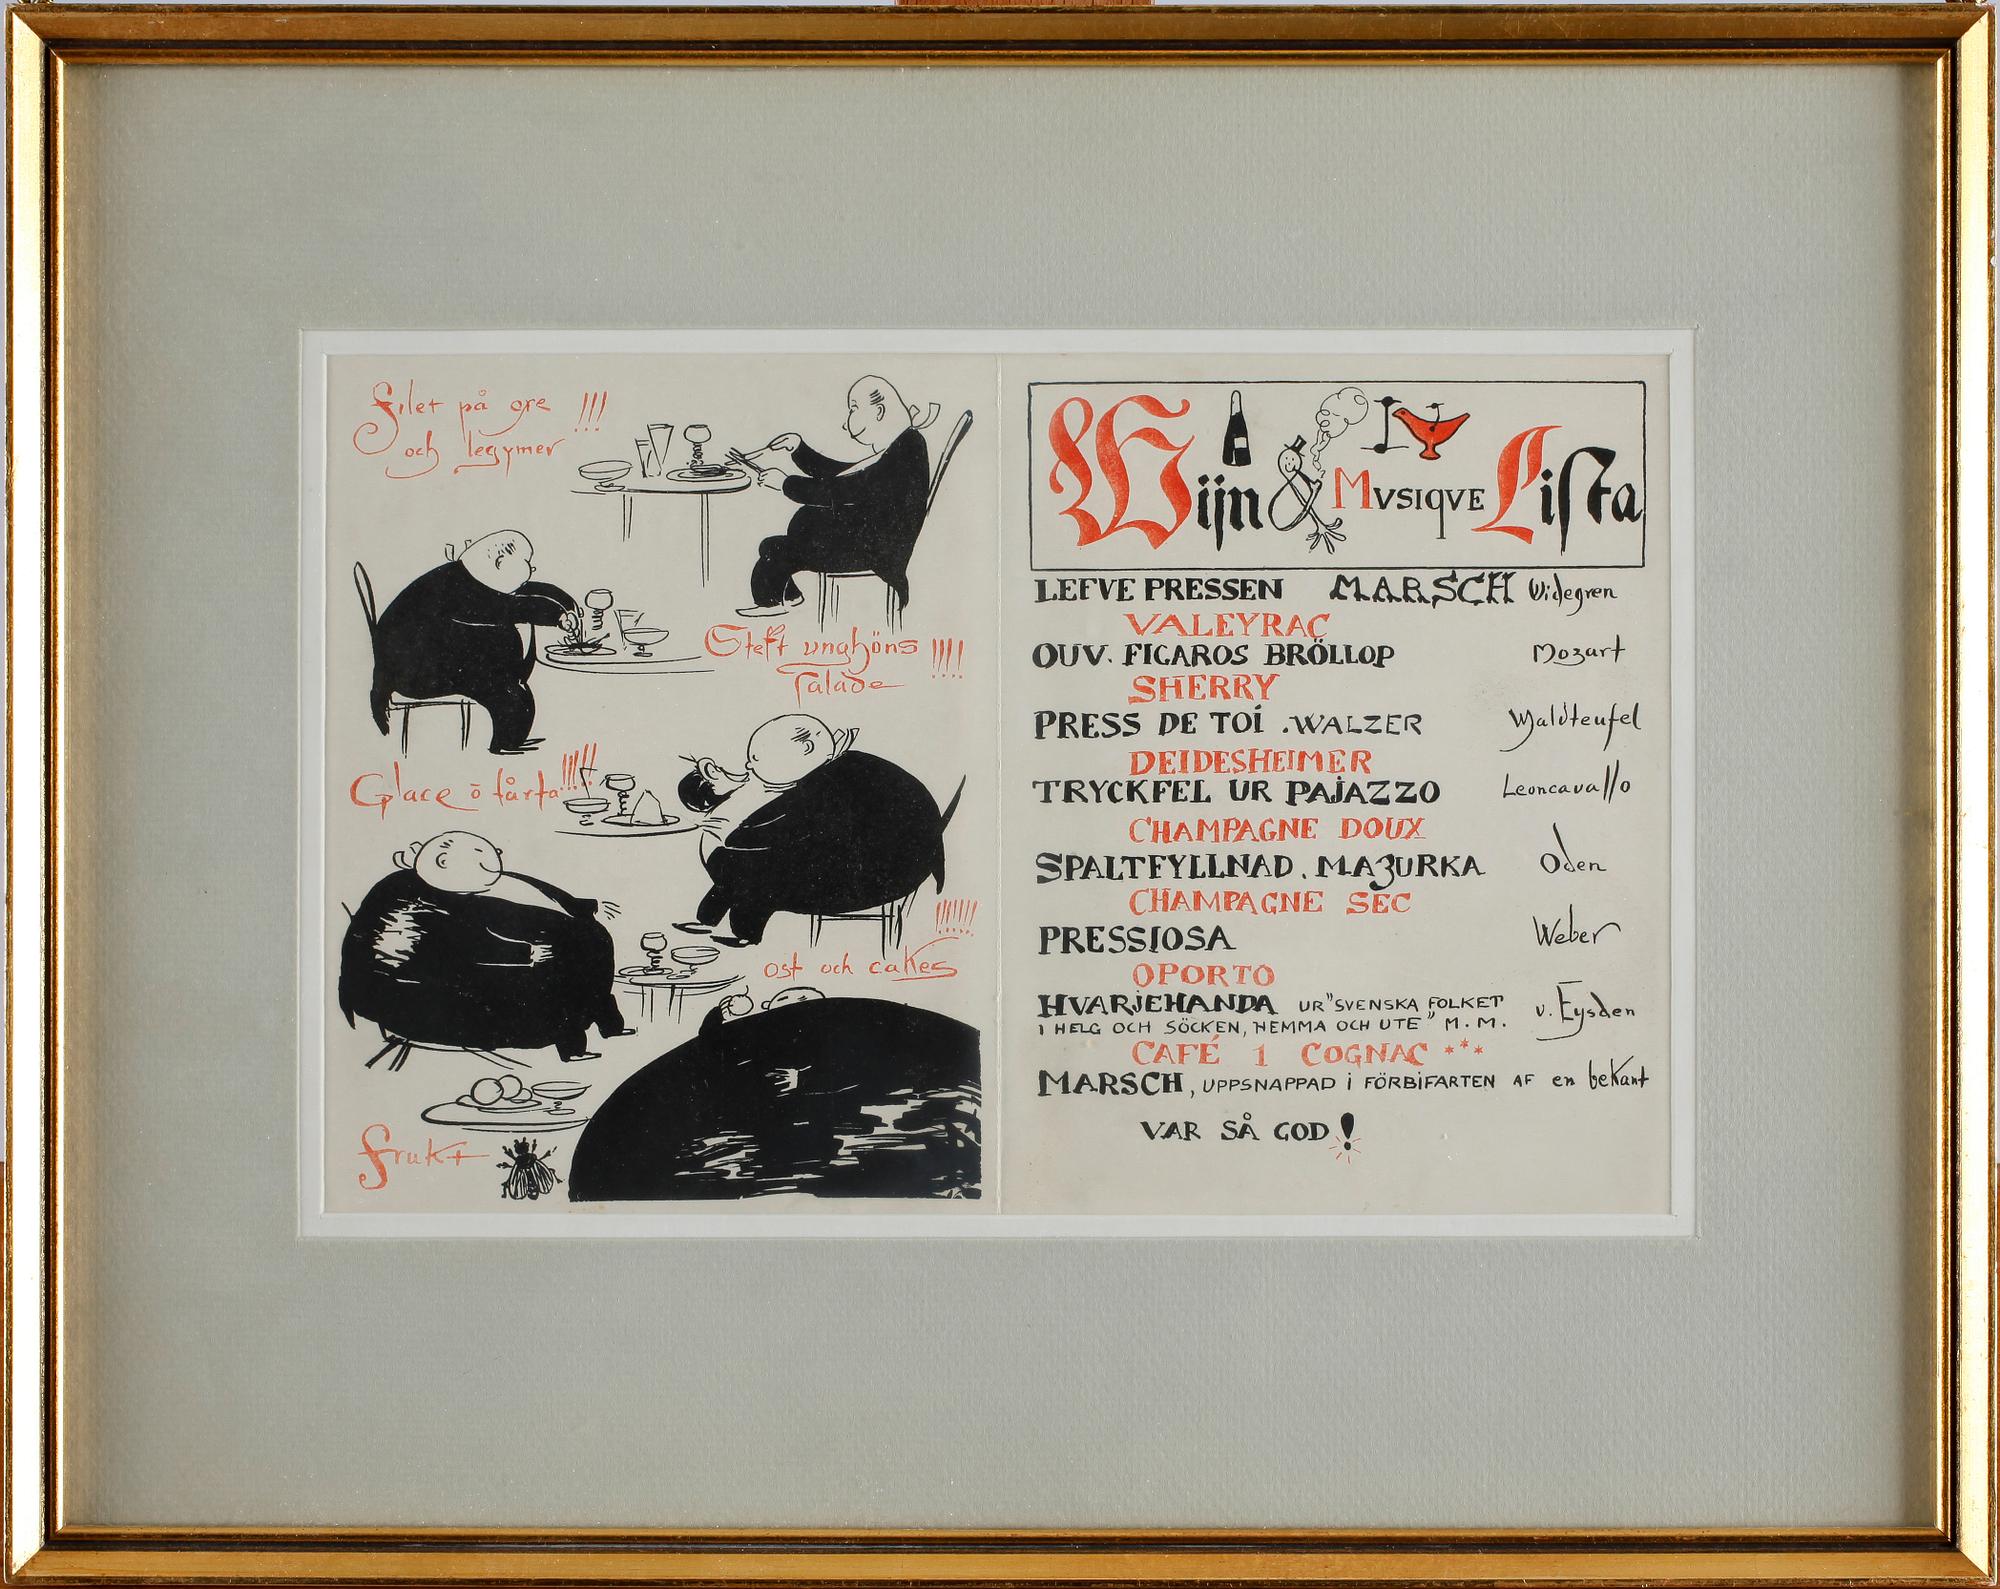 Filet på gre !!!
och legymer
Stekt unghöns !!!!
Salade
Glace o tårta !!!!!
ost och cakes !!!!!!
frukt
Wijn & MVSIQVE Lista
LEFVE PRESSEN MARSCH Widegren
VALEYRAC
OUV. FIGAROS BRÖLLOP Mozart
SHERRY
PRESS DE TOI . WALZER Waldteufel
DEIDESHEIMER
TRYCKFEL UR PAJAZZO Leoncavallo
CHAMPAGNE DOUX
SPALTFYLLNAD. MAZURKA Oden
CHAMPAGNE SEC
PRESSIOSA Weber
OPORTO
HVARJEHANDA UR "SVENSKA FOLKET v. Eysden
I HELG OCH SÖCKEN, HEMMA OCH UTE" M.M.
CAFÉ 1 COGNAC ***
MARSCH, UPPSNAPPAD I FÖRBIFARTEN AF en bekant
VAR SÅ GOD!